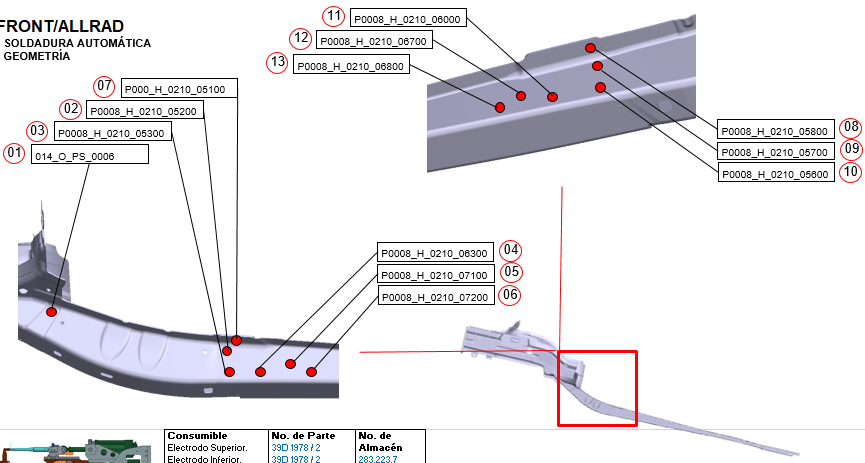 FRONT/ALLRAD
SOLDADURA AUTOMÁTICA
GEOMETRÍA
11 P0008_H_0210_06000
12 P0008_H_0210_06700
13 P0008_H_0210_06800
07 P000_H_0210_05100
02 P0008_H_0210_05200
03 P0008_H_0210_05300
01 014_O_PS_0006
P0008_H_0210_05800 08
P0008_H_0210_05700 09
P0008_H_0210_05600 10
P0008_H_0210_06300 04
P0008_H_0210_07100 05
P0008_H_0210_07200 06
Consumible No. de Parte No. de
Almacén
Electrodo Superior. 39D 1978 / 2
Electrodo Inferior. 39D 1978 / 2 283.223.7